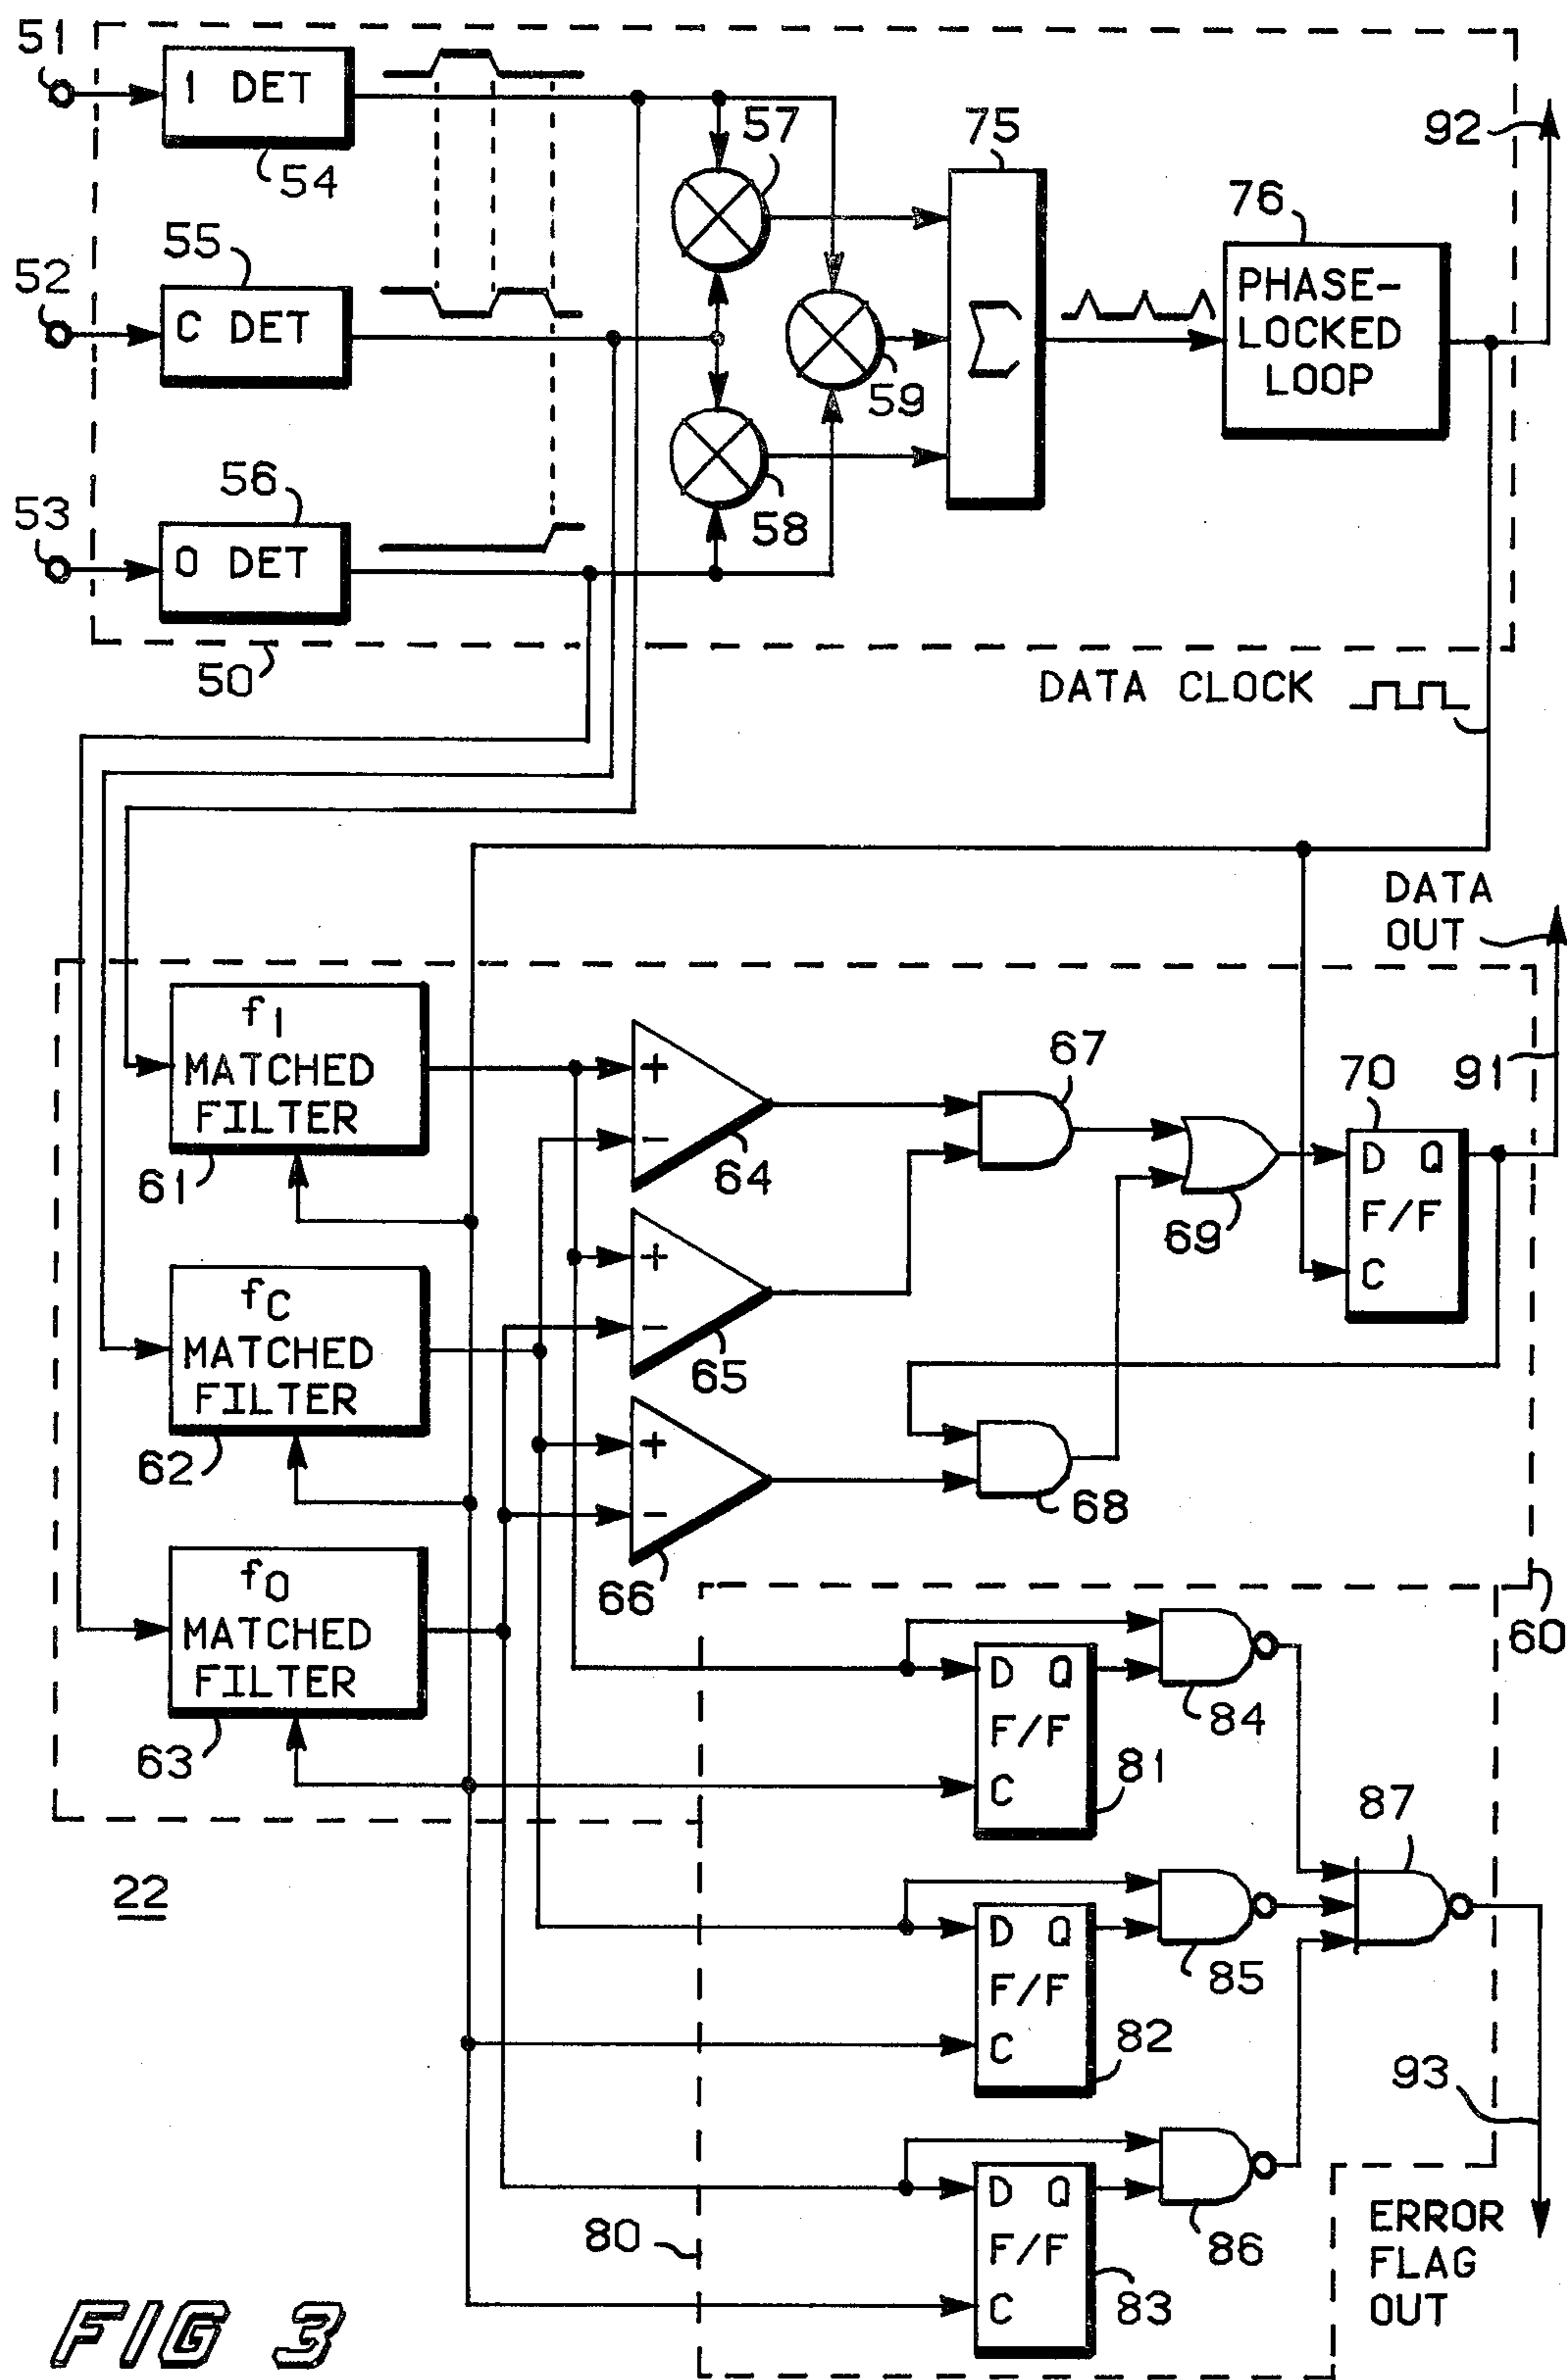 51
1 DET
54
57
75
92
52
55
C DET
76
PHASE-
LOCKED
LOOP
59
Σ
53
56
0 DET
58
50
DATA CLOCK
DATA
OUT
f1
MATCHED
FILTER
61
+
-
64
67
70
91
D Q
F/F
C
69
fC
MATCHED
FILTER
62
+
-
65
+
-
66
68
f0
MATCHED
FILTER
63
60
D Q
F/F
C
84
81
87
22
D Q
F/F
C
85
82
93
80
D Q
F/F
C
86
83
ERROR
FLAG
OUT
FIG 3